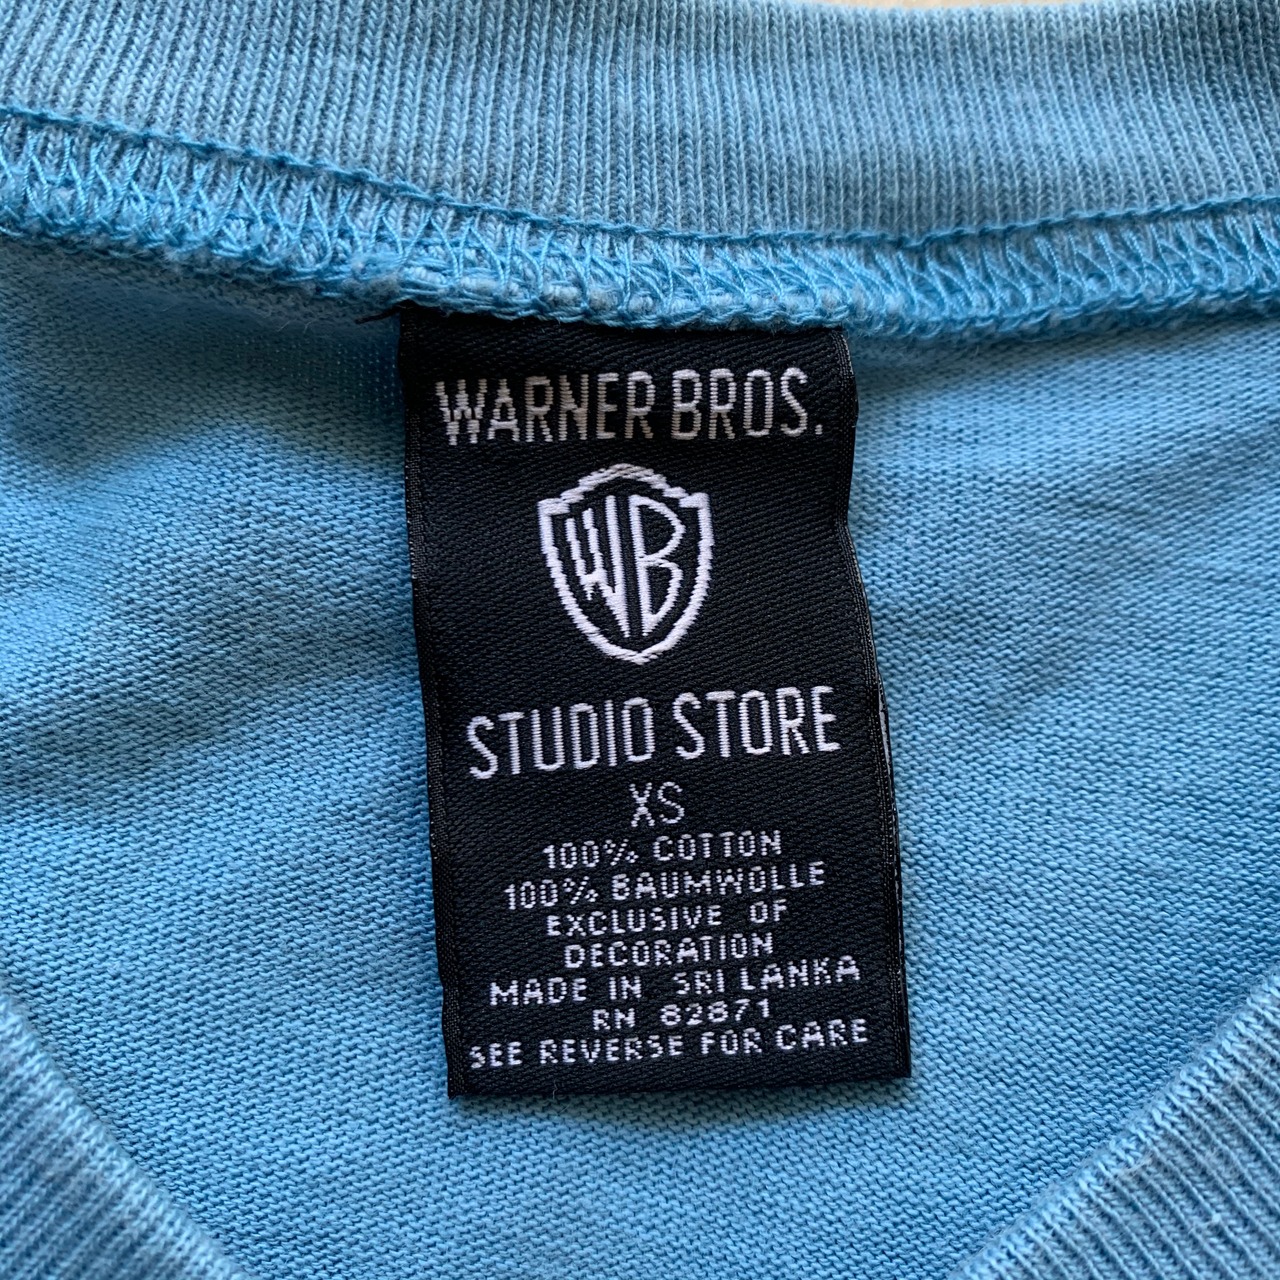 WARNER BROS.
WB
STUDIO STORE
XS
100% COTTON
100% BAUMWOLLE
EXCLUSIVE OF
DECORATION
MADE IN SRI LANKA
RN 82871
SEE REVERSE FOR CARE